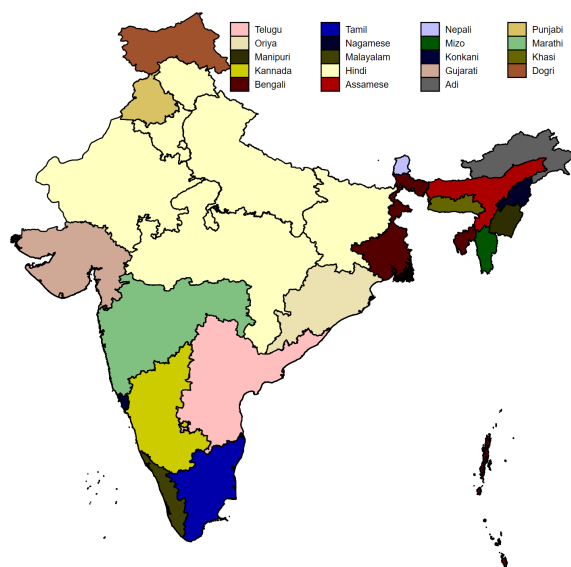 Telugu Tamil Nepali Punjabi
Oriya Nagamese Mizo Marathi
Manipuri Malayalam Konkani Khasi
Kannada Hindi Gujarati Dogri
Bengali Assamese Adi